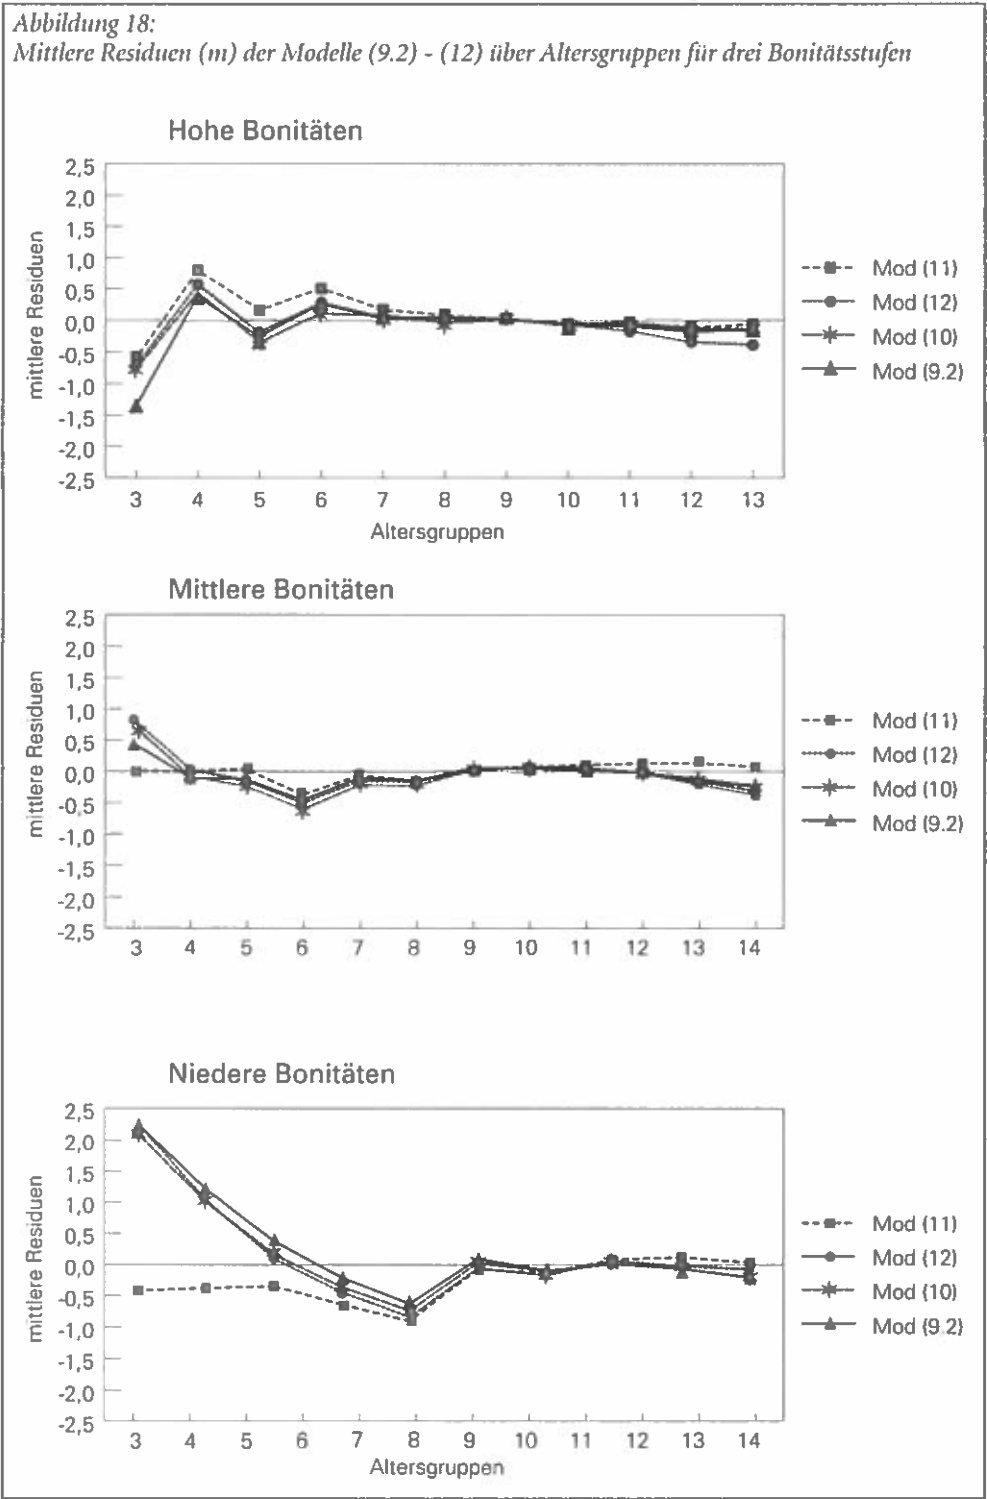 Abbildung 18:
Mittlere Residuen (m) der Modelle (9.2) - (12) über Altersgruppen für drei Bonitätsstufen
Hohe Bonitäten
mittlere Residuen
2,5
2,0
1,5
1,0
0,5
0,0
-0,5
-1,0
-1,5
-2,0
-2,5
3 4 5 6 7 8 9 10 11 12 13
Altersgruppen
Mod (11)
Mod (12)
Mod (10)
Mod (9.2)
Mittlere Bonitäten
mittlere Residuen
2,5
2,0
1,5
1,0
0,5
0,0
-0,5
-1,0
-1,5
-2,0
-2,5
3 4 5 6 7 8 9 10 11 12 13 14
Mod (11)
Mod (12)
Mod (10)
Mod (9.2)
Niedere Bonitäten
mittlere Residuen
2,5
2,0
1,5
1,0
0,5
0,0
-0,5
-1,0
-1,5
-2,0
-2,5
3 4 5 6 7 8 9 10 11 12 13 14
Altersgruppen
Mod (11)
Mod (12)
Mod (10)
Mod (9.2)